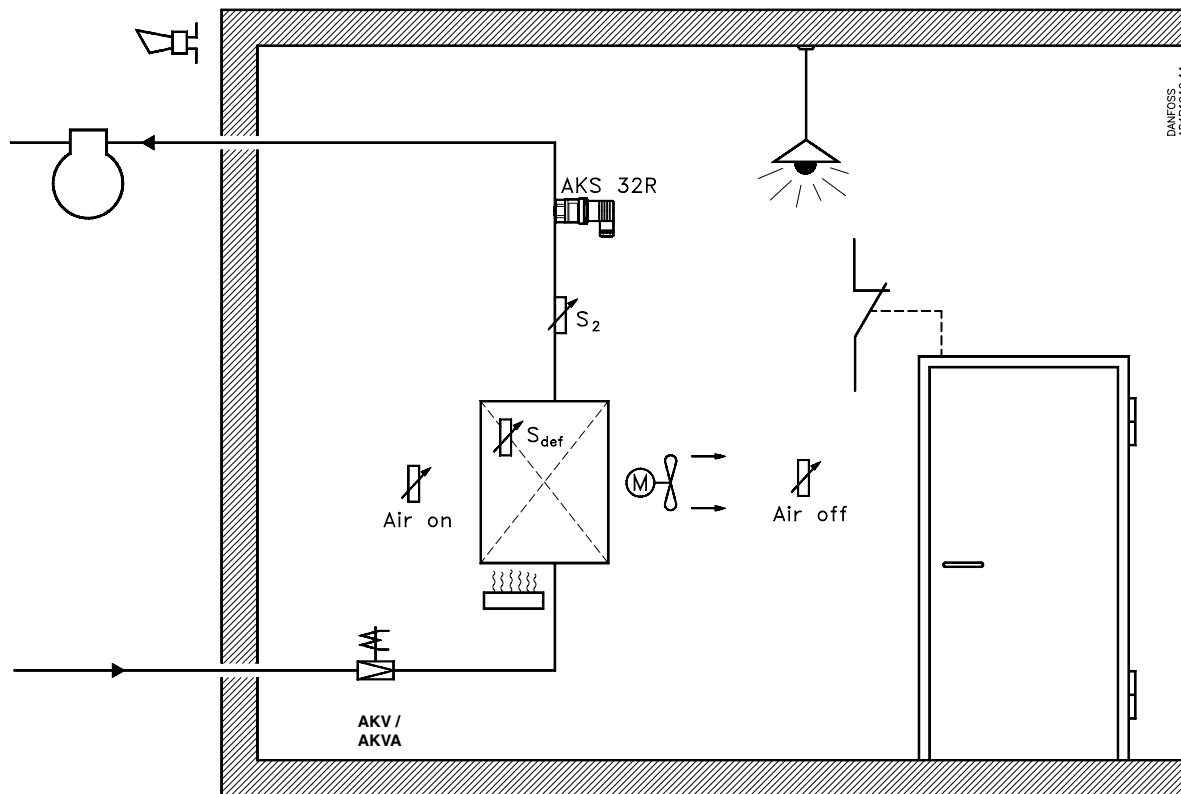 DANFOSS
AKS 32R
S2
Sdef
M
Air on
Air off
AKV /
AKVA